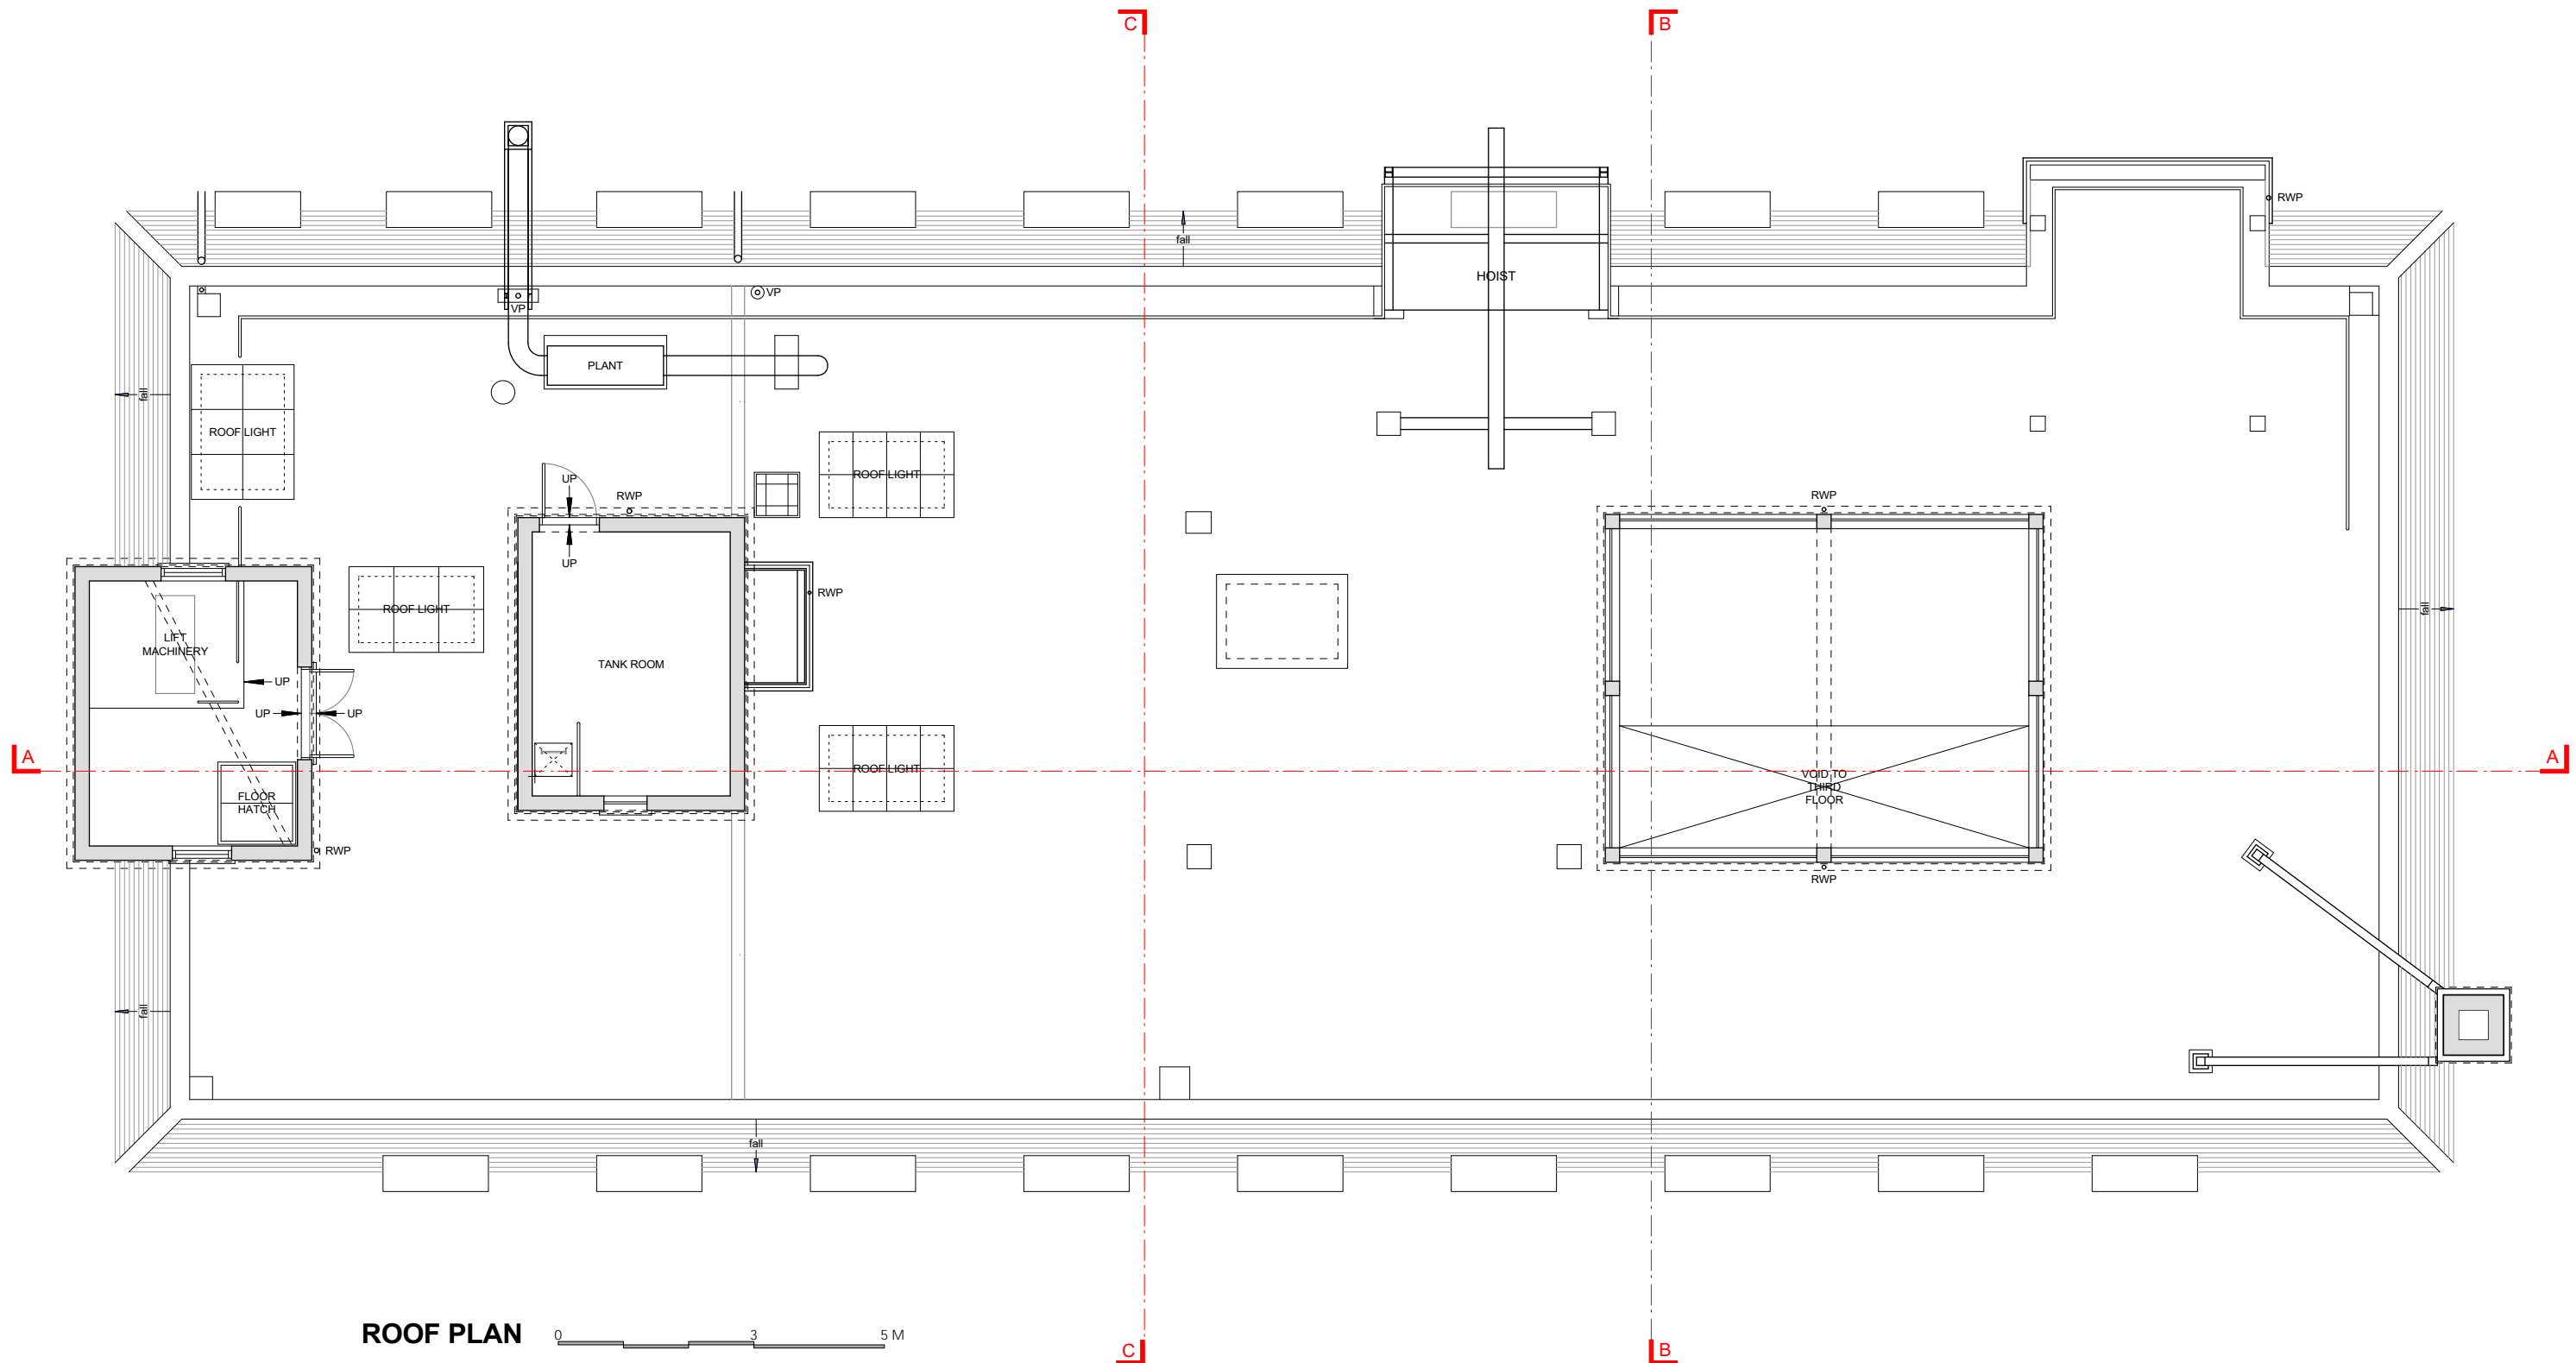 C
B
RWP
fall
HOIST
VP
VP
PLANT
fall
ROOF LIGHT
ROOF LIGHT
UP
RWP
RWP
UP
RWP
ROOF LIGHT
fall
LIFT
MACHINERY
TANK ROOM
UP
UP
UP
A
A
ROOF LIGHT
VOID TO
THIRD
FLOOR
FLOOR
HATCH
RWP
RWP
fall
fall
ROOF PLAN
0
3
5 M
C
B